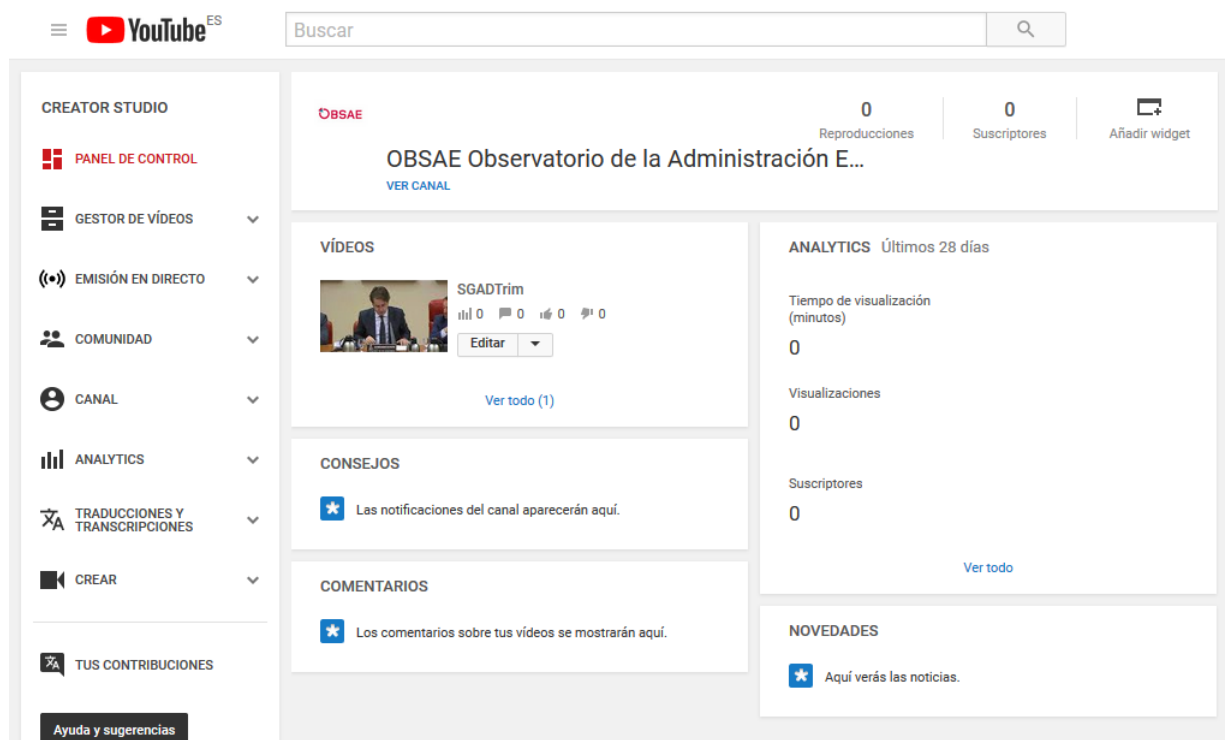 YouTube ES
Buscar
CREATOR STUDIO
PANEL DE CONTROL
GESTOR DE VÍDEOS
EMISIÓN EN DIRECTO
COMUNIDAD
CANAL
ANALYTICS
TRADUCCIONES Y
TRANSCRIPCIONES
CREAR
TUS CONTRIBUCIONES
Ayuda y sugerencias
OBSAE
OBSAE Observatorio de la Administración E...
VER CANAL
0
Reproducciones
0
Suscriptores
Añadir widget
VÍDEOS
SGADTrim
0 0 0 0
Editar
Ver todo (1)
CONSEJOS
Las notificaciones del canal aparecerán aquí.
COMENTARIOS
Los comentarios sobre tus vídeos se mostrarán aquí.
ANALYTICS Últimos 28 días
Tiempo de visualización
(minutos)
0
Visualizaciones
0
Suscriptores
0
Ver todo
NOVEDADES
Aquí verás las noticias.